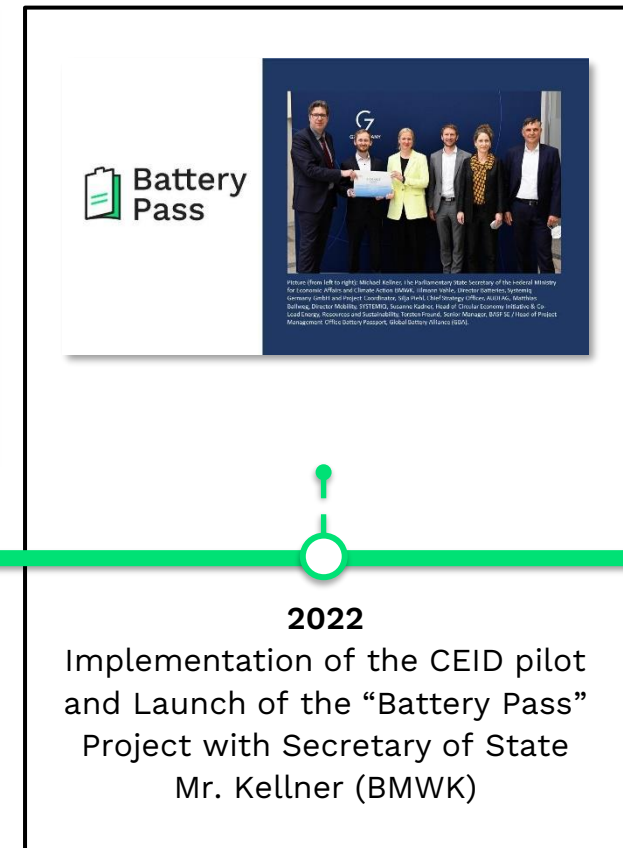 Battery
Pass
G7
Picture (from left to right): Michael Kellner, The Parliamentary State Secretary of the Federal Ministry
for Economic Affairs and Climate Action BMWK, Tilmann Vahle, Director Batteries, Systemiq
Germany GmbH and Project Coordinator, Silja Piehl, Chief Strategy Officer, AUDI AG, Matthias
Ballweg, Director Mobility, SYSTEMIQ, Susanne Kadner, Head of Circular Economy Initiative & Co-
Lead Energy, Resources and Sustainability, Torsten Freund, Senior Manager, BASF SE / Head of Project
Management Office Battery Passport, Global Battery Alliance (GBA).
2022
Implementation of the CEID pilot
and Launch of the “Battery Pass”
Project with Secretary of State
Mr. Kellner (BMWK)